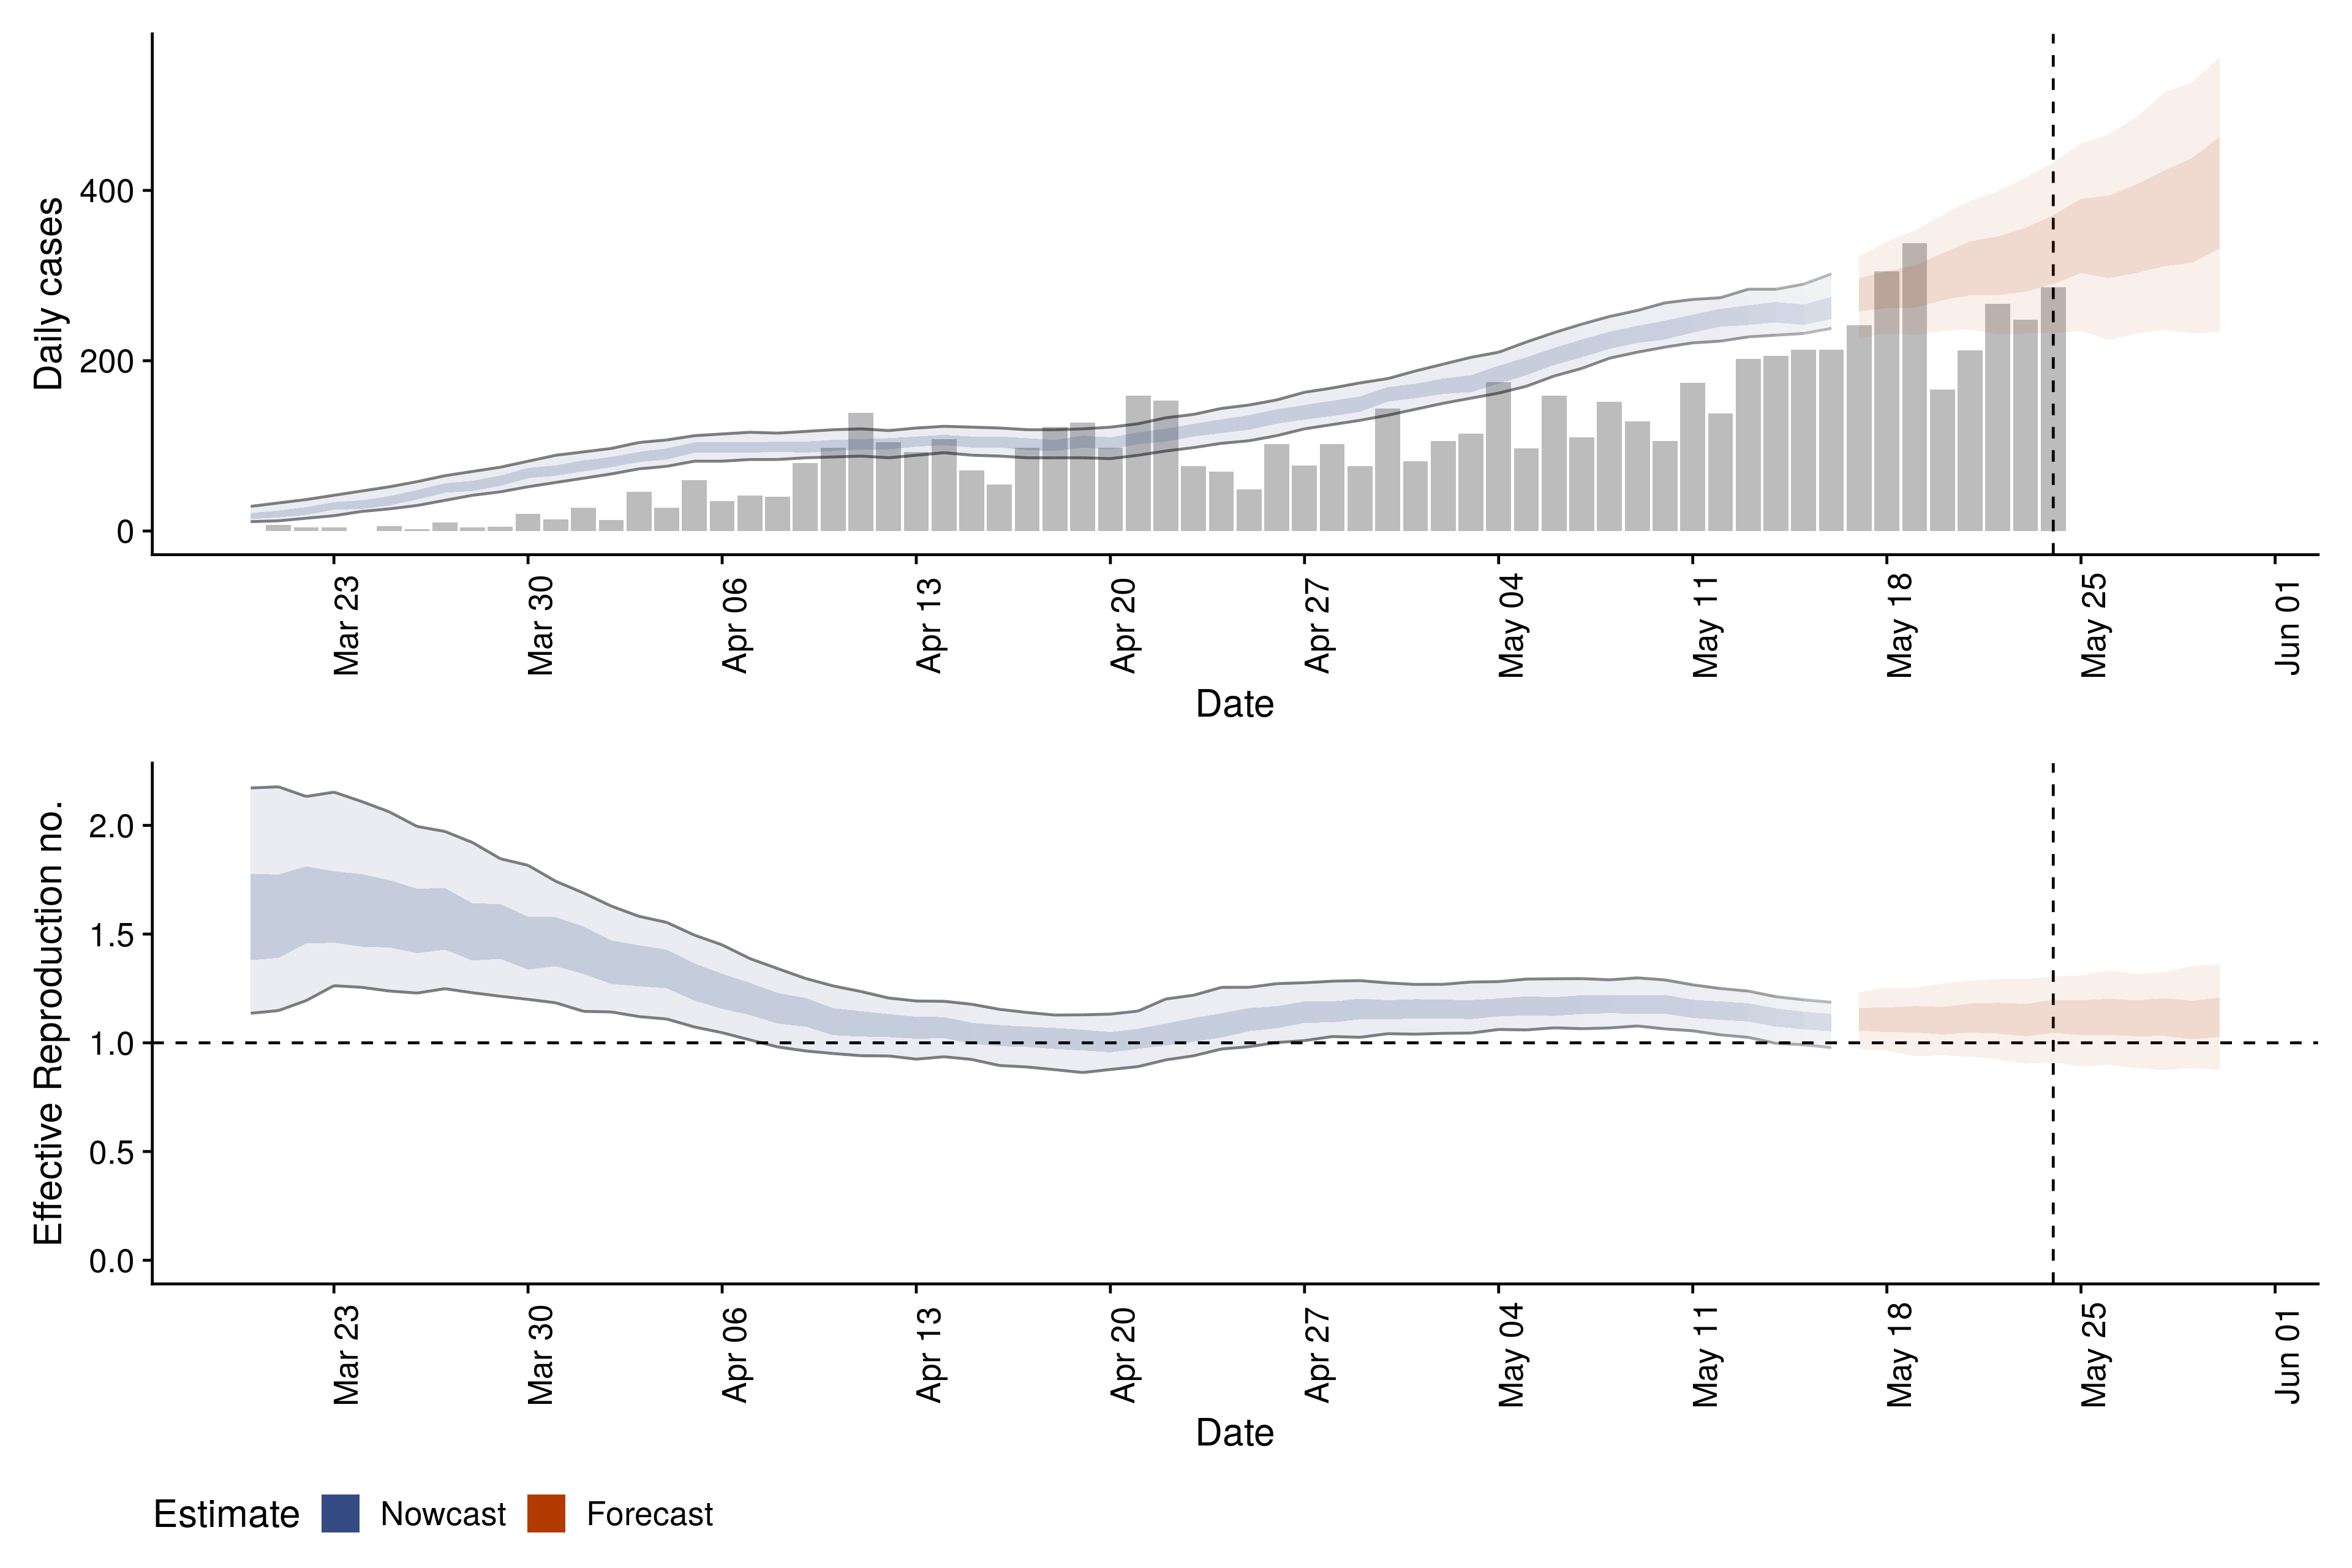 Daily cases
400
200
0
Mar 23
Mar 30
Apr 06
Apr 13
Apr 20
Apr 27
May 04
May 11
May 18
May 25
Jun 01
Date
Effective Reproduction no.
2.0
1.5
1.0
0.5
0.0
Mar 23
Mar 30
Apr 06
Apr 13
Apr 20
Apr 27
May 04
May 11
May 18
May 25
Jun 01
Date
Estimate Nowcast Forecast